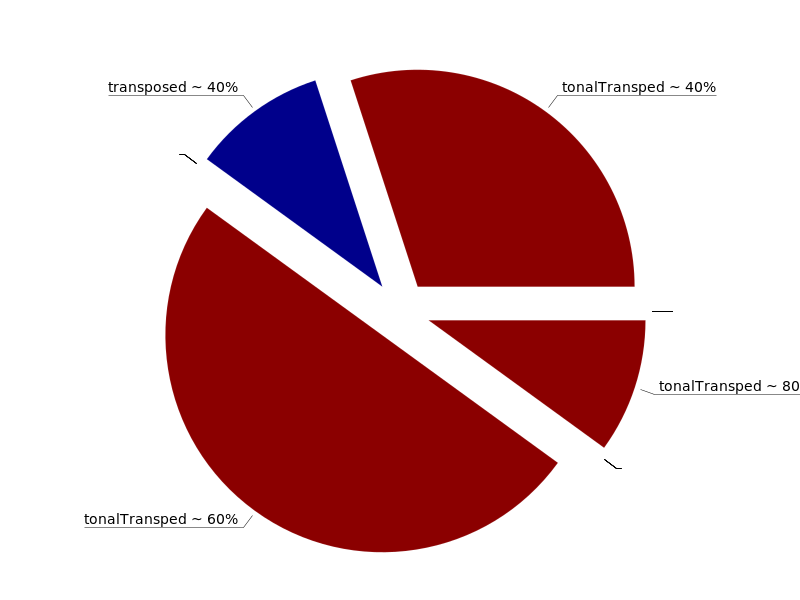 transposed ~ 40%
tonalTransped ~ 40%
tonalTransped ~ 80
tonalTransped ~ 60%